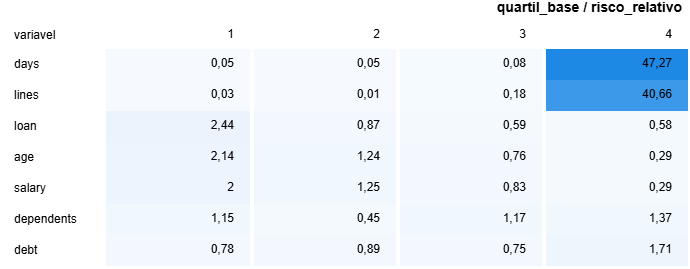 quartil_base / risco_relativo
variavel 1 2 3 4
days 0,05 0,05 0,08 47,27
lines 0,03 0,01 0,18 40,66
loan 2,44 0,87 0,59 0,58
age 2,14 1,24 0,76 0,29
salary 2 1,25 0,83 0,29
dependents 1,15 0,45 1,17 1,37
debt 0,78 0,89 0,75 1,71